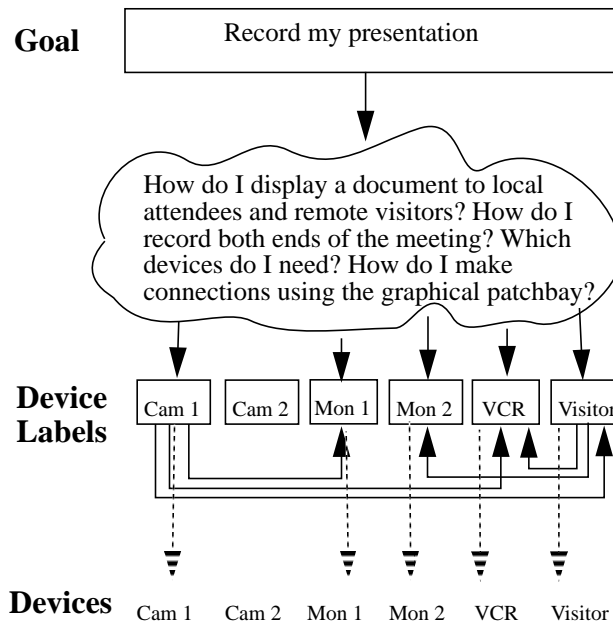 Goal
Record my presentation
How do I display a document to local
attendees and remote visitors? How do I
record both ends of the meeting? Which
devices do I need? How do I make
connections using the graphical patchbay?
Device
Labels
Cam 1 Cam 2 Mon 1 Mon 2 VCR Visitor
Devices Cam 1 Cam 2 Mon 1 Mon 2 VCR Visitor